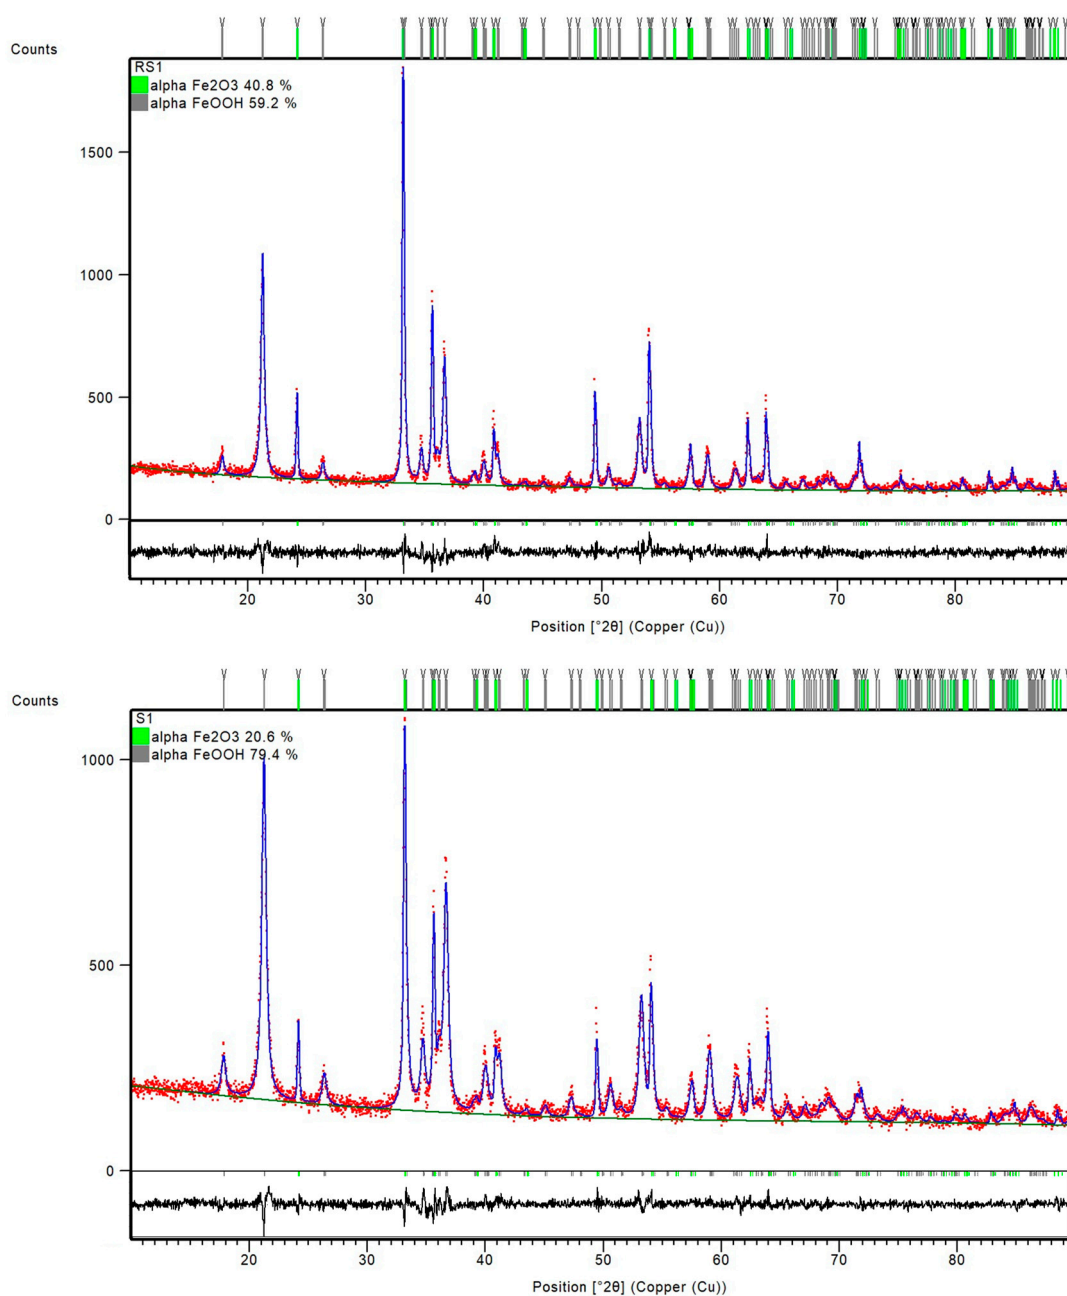 Counts
RS1
alpha Fe2O3 40.8 %
alpha FeOOH 59.2 %
1500
1000
500
0
20 30 40 50 60 70 80
Position [°2θ] (Copper (Cu))
Counts
S1
alpha Fe2O3 20.6 %
alpha FeOOH 79.4 %
1000
500
0
20 30 40 50 60 70 80
Position [°2θ] (Copper (Cu))